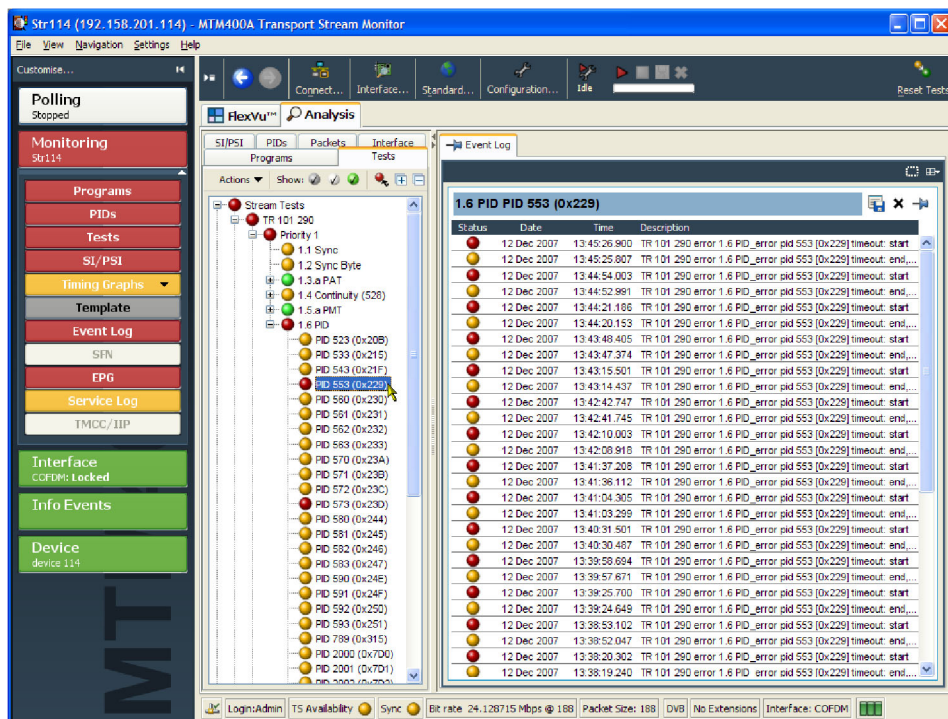 Str114 (192.158.201.114) - MTM400A Transport Stream Monitor
File View Navigation Settings Help
Customise...
Polling
Stopped
Monitoring
Str114
Programs
PIDs
Tests
SI/PSI
Timing Graphs
Template
Event Log
SFN
EPG
Service Log
TMCC/IIP
Interface
COFDM: Locked
Info Events
Device
device 114
MTM
Connect...
Interface...
Standard...
Configuration...
Idle
Reset Tests
FlexVu™
Analysis
SI/PSI PIDs Packets Interface
Programs Tests
Actions Show:
Stream Tests
TR 101 290
Priority 1
1.1 Sync
1.2 Sync Byte
1.3.a PAT
1.4 Continuity (528)
1.5.a PMT
1.6 PID
PID 523 (0x20B)
PID 533 (0x215)
PID 543 (0x21F)
PID 553 (0x229)
PID 560 (0x230)
PID 561 (0x231)
PID 562 (0x232)
PID 563 (0x233)
PID 570 (0x23A)
PID 571 (0x23B)
PID 572 (0x23C)
PID 573 (0x23D)
PID 580 (0x244)
PID 581 (0x245)
PID 582 (0x246)
PID 583 (0x247)
PID 590 (0x24E)
PID 591 (0x24F)
PID 592 (0x250)
PID 593 (0x251)
PID 789 (0x315)
PID 2000 (0x7D0)
PID 2001 (0x7D1)
PID 2002 (0x7D2)
Event Log
1.6 PID PID 553 (0x229)
Status Date Time Description
12 Dec 2007 13:45:26.900 TR 101 290 error 1.6 PID_error pid 553 [0x229] timeout: start
12 Dec 2007 13:45:25.807 TR 101 290 error 1.6 PID_error pid 553 [0x229] timeout: end,...
12 Dec 2007 13:44:54.003 TR 101 290 error 1.6 PID_error pid 553 [0x229] timeout: start
12 Dec 2007 13:44:52.991 TR 101 290 error 1.6 PID_error pid 553 [0x229] timeout: end,...
12 Dec 2007 13:44:21.186 TR 101 290 error 1.6 PID_error pid 553 [0x229] timeout: start
12 Dec 2007 13:44:20.153 TR 101 290 error 1.6 PID_error pid 553 [0x229] timeout: end,...
12 Dec 2007 13:43:48.405 TR 101 290 error 1.6 PID_error pid 553 [0x229] timeout: start
12 Dec 2007 13:43:47.374 TR 101 290 error 1.6 PID_error pid 553 [0x229] timeout: end,...
12 Dec 2007 13:43:15.501 TR 101 290 error 1.6 PID_error pid 553 [0x229] timeout: start
12 Dec 2007 13:43:14.437 TR 101 290 error 1.6 PID_error pid 553 [0x229] timeout: end,...
12 Dec 2007 13:42:42.747 TR 101 290 error 1.6 PID_error pid 553 [0x229] timeout: start
12 Dec 2007 13:42:41.745 TR 101 290 error 1.6 PID_error pid 553 [0x229] timeout: end,...
12 Dec 2007 13:42:10.003 TR 101 290 error 1.6 PID_error pid 553 [0x229] timeout: start
12 Dec 2007 13:42:08.918 TR 101 290 error 1.6 PID_error pid 553 [0x229] timeout: end,...
12 Dec 2007 13:41:37.208 TR 101 290 error 1.6 PID_error pid 553 [0x229] timeout: start
12 Dec 2007 13:41:36.112 TR 101 290 error 1.6 PID_error pid 553 [0x229] timeout: end,...
12 Dec 2007 13:41:04.305 TR 101 290 error 1.6 PID_error pid 553 [0x229] timeout: start
12 Dec 2007 13:41:03.299 TR 101 290 error 1.6 PID_error pid 553 [0x229] timeout: end,...
12 Dec 2007 13:40:31.501 TR 101 290 error 1.6 PID_error pid 553 [0x229] timeout: start
12 Dec 2007 13:40:30.487 TR 101 290 error 1.6 PID_error pid 553 [0x229] timeout: end,...
12 Dec 2007 13:39:58.694 TR 101 290 error 1.6 PID_error pid 553 [0x229] timeout: start
12 Dec 2007 13:39:57.671 TR 101 290 error 1.6 PID_error pid 553 [0x229] timeout: end,...
12 Dec 2007 13:39:25.700 TR 101 290 error 1.6 PID_error pid 553 [0x229] timeout: start
12 Dec 2007 13:39:24.649 TR 101 290 error 1.6 PID_error pid 553 [0x229] timeout: end,...
12 Dec 2007 13:38:53.102 TR 101 290 error 1.6 PID_error pid 553 [0x229] timeout: start
12 Dec 2007 13:38:52.047 TR 101 290 error 1.6 PID_error pid 553 [0x229] timeout: end,...
12 Dec 2007 13:38:20.302 TR 101 290 error 1.6 PID_error pid 553 [0x229] timeout: start
12 Dec 2007 13:38:19.240 TR 101 290 error 1.6 PID_error pid 553 [0x229] timeout: end,...
Login:Admin TS Availability Sync Bit rate 24.128715 Mbps @ 188 Packet Size: 188 DVB No Extensions Interface: COFDM